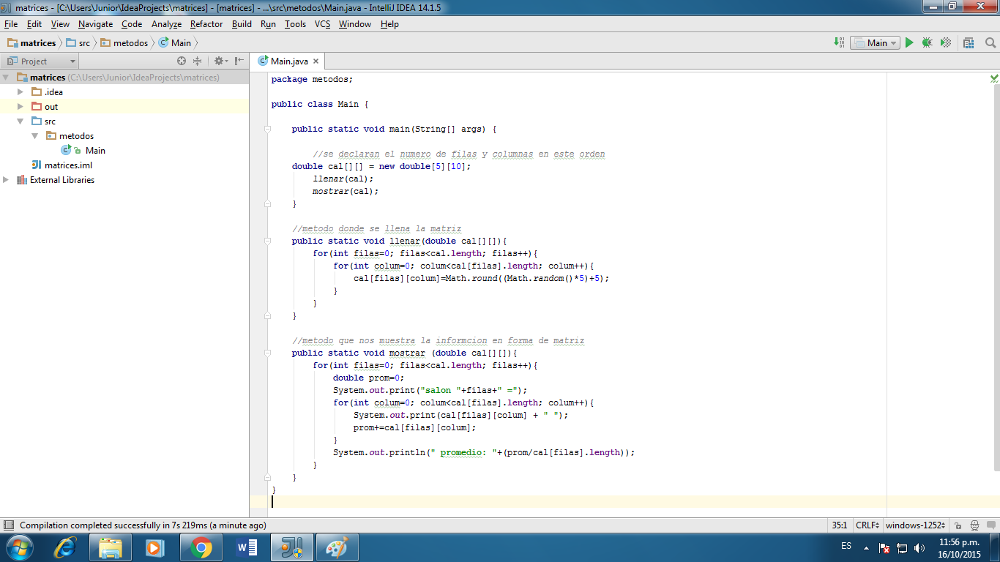 matrices - [C:\Users\Junior\IdeaProjects\matrices] - [matrices] - ...\src\metodos\Main.java - IntelliJ IDEA 14.1.5
File Edit View Navigate Code Analyze Refactor Build Run Tools VCS Window Help
matrices src metodos Main
Main
Project
Main.java
matrices (C:\Users\Junior\IdeaProjects\matrices)
.idea
out
src
metodos
Main
matrices.iml
External Libraries
package metodos;
public class Main {
public static void main(String[] args) {
//se declaran el numero de filas y columnas en este orden
double cal[][] = new double[5][10];
llenar(cal);
mostrar(cal);
}
//metodo donde se llena la matriz
public static void llenar(double cal[][]){
for(int filas=0; filas<cal.length; filas++){
for(int colum=0; colum<cal[filas].length; colum++){
cal[filas][colum]=Math.round((Math.random()*5)+5);
}
}
}
//metodo que nos muestra la informcion en forma de matriz
public static void mostrar (double cal[][]){
for(int filas=0; filas<cal.length; filas++){
double prom=0;
System.out.print("salon "+filas+" =");
for(int colum=0; colum<cal[filas].length; colum++){
System.out.print(cal[filas][colum] + " ");
prom+=cal[filas][colum];
}
System.out.println(" promedio: "+(prom/cal[filas].length));
}
}
}
Compilation completed successfully in 7s 219ms (a minute ago)
35:1 CRLF windows-1252
ES
11:56 p.m.
16/10/2015